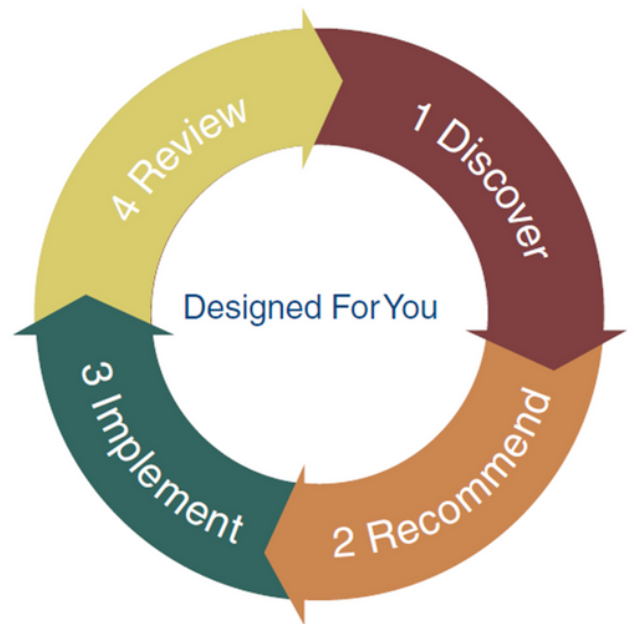 1 Discover
2 Recommend
3 Implement
4 Review
Designed For You